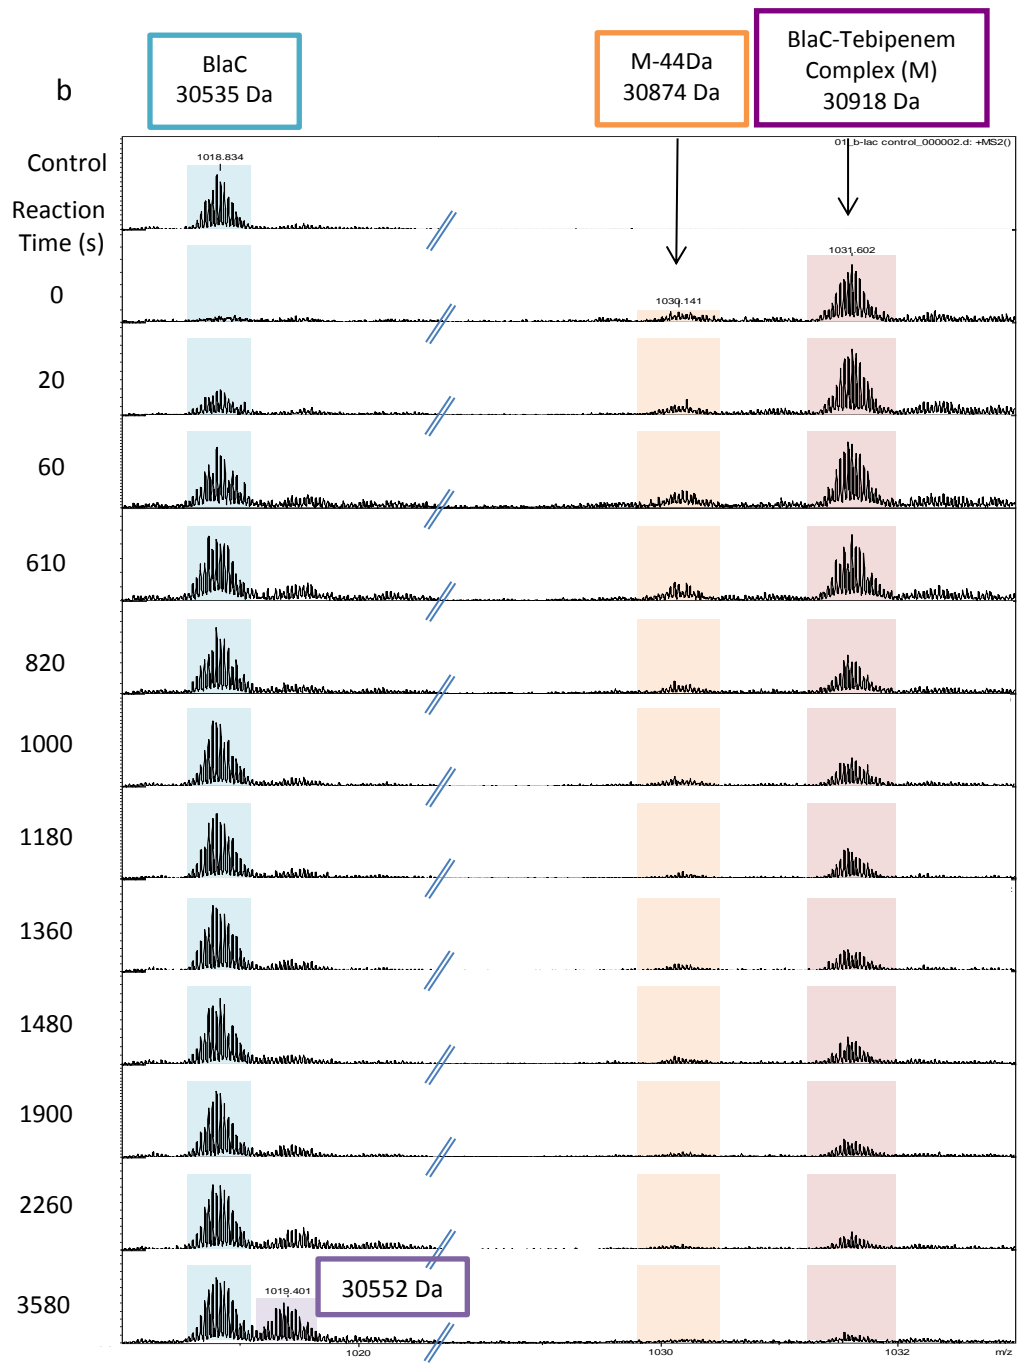 b
BlaC
30535 Da
M-44Da
30874 Da
BlaC-Tebipenem
Complex (M)
30918 Da
Control
1018.834
01_b-lac control_000002.d: +MS2()
Reaction
Time (s)
0
1030.141
1031.602
20
60
610
820
1000
1180
1360
1480
1900
2260
3580
1019.401
30552 Da
1020
1030
1032
m/z